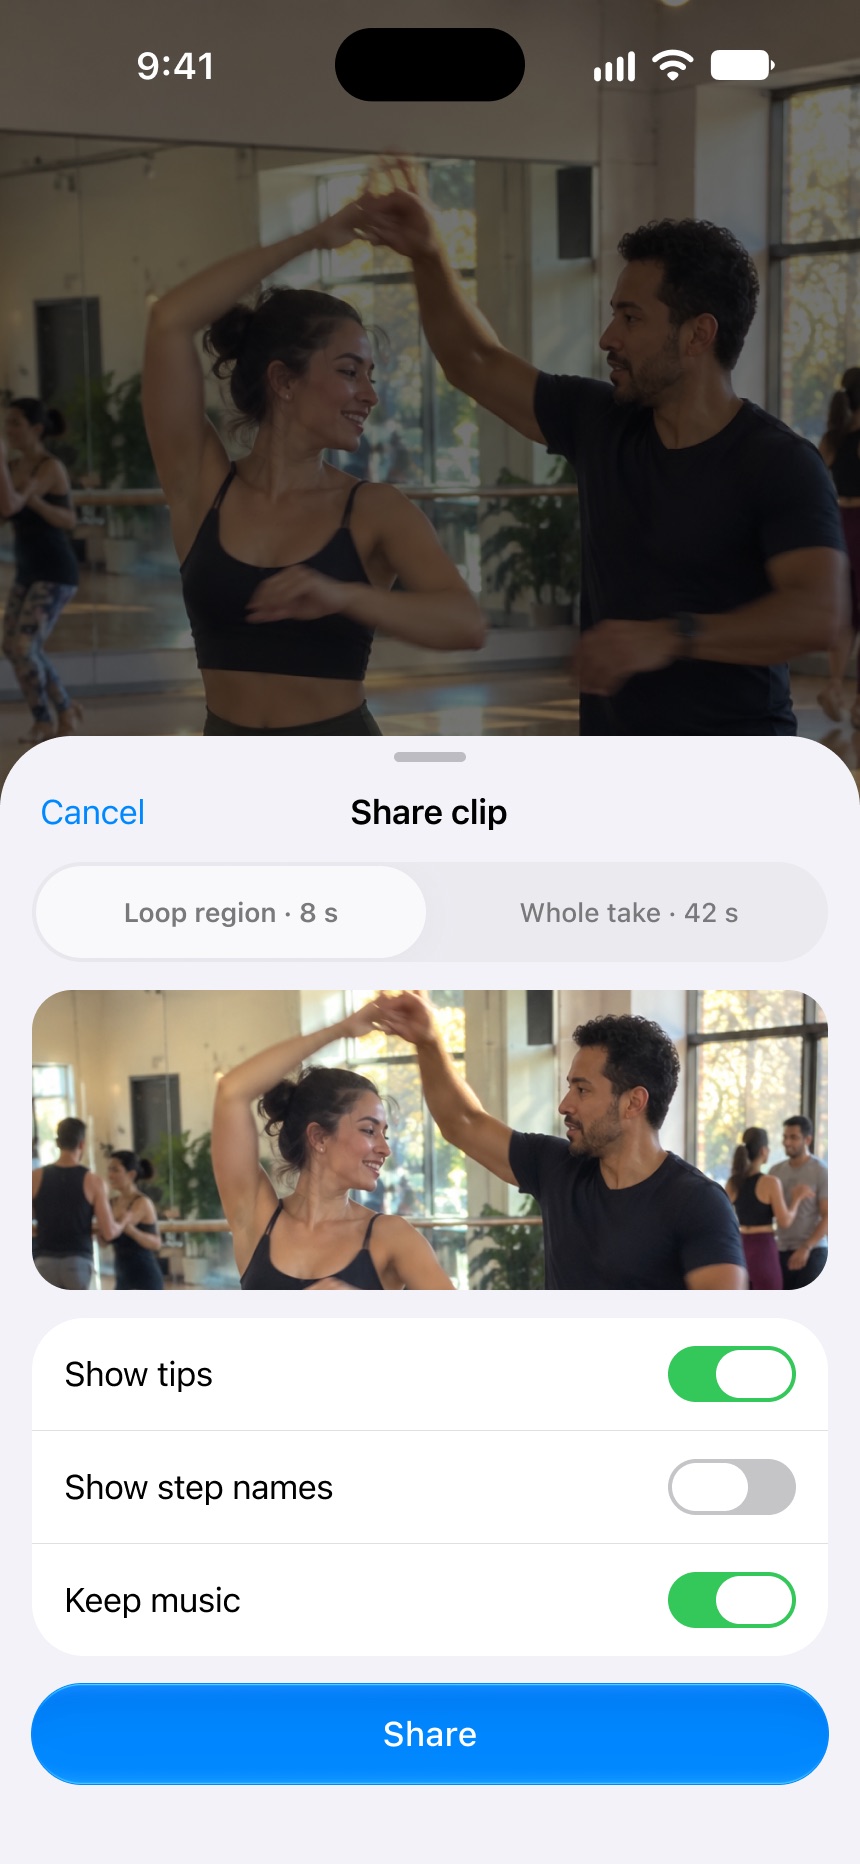 9:41
Cancel
Share clip
Loop region · 8 s
Whole take · 42 s
Show tips
Show step names
Keep music
Share